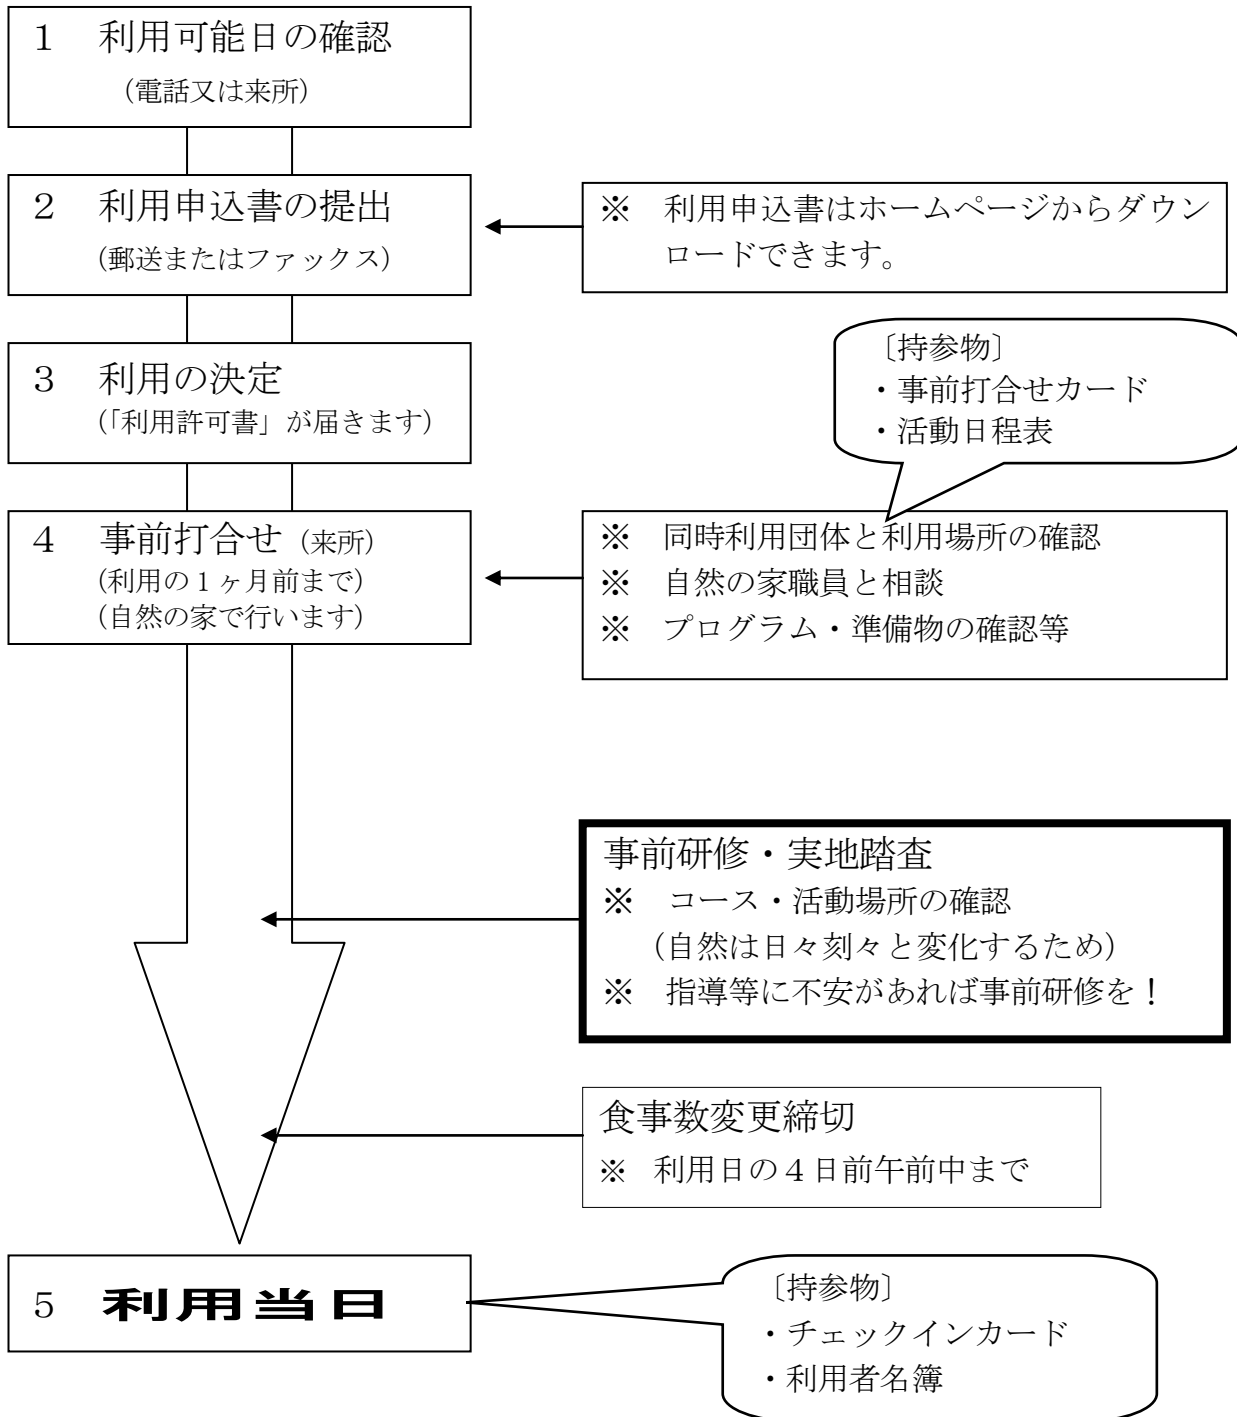 １　利用可能日の確認
（電話又は来所）
２　利用申込書の提出
（郵送またはファックス）
※　利用申込書はホームページからダウン
ロードできます。
３　利用の決定
（「利用許可書」が届きます）
〔持参物〕
・事前打合せカード
・活動日程表
４　事前打合せ（来所）
（利用の１ヶ月前まで）
（自然の家で行います）
※　同時利用団体と利用場所の確認
※　自然の家職員と相談
※　プログラム・準備物の確認等
事前研修・実地踏査
※　コース・活動場所の確認
（自然は日々刻々と変化するため）
※　指導等に不安があれば事前研修を！
食事数変更締切
※　利用日の４日前午前中まで
５　利用当日
〔持参物〕
・チェックインカード
・利用者名簿